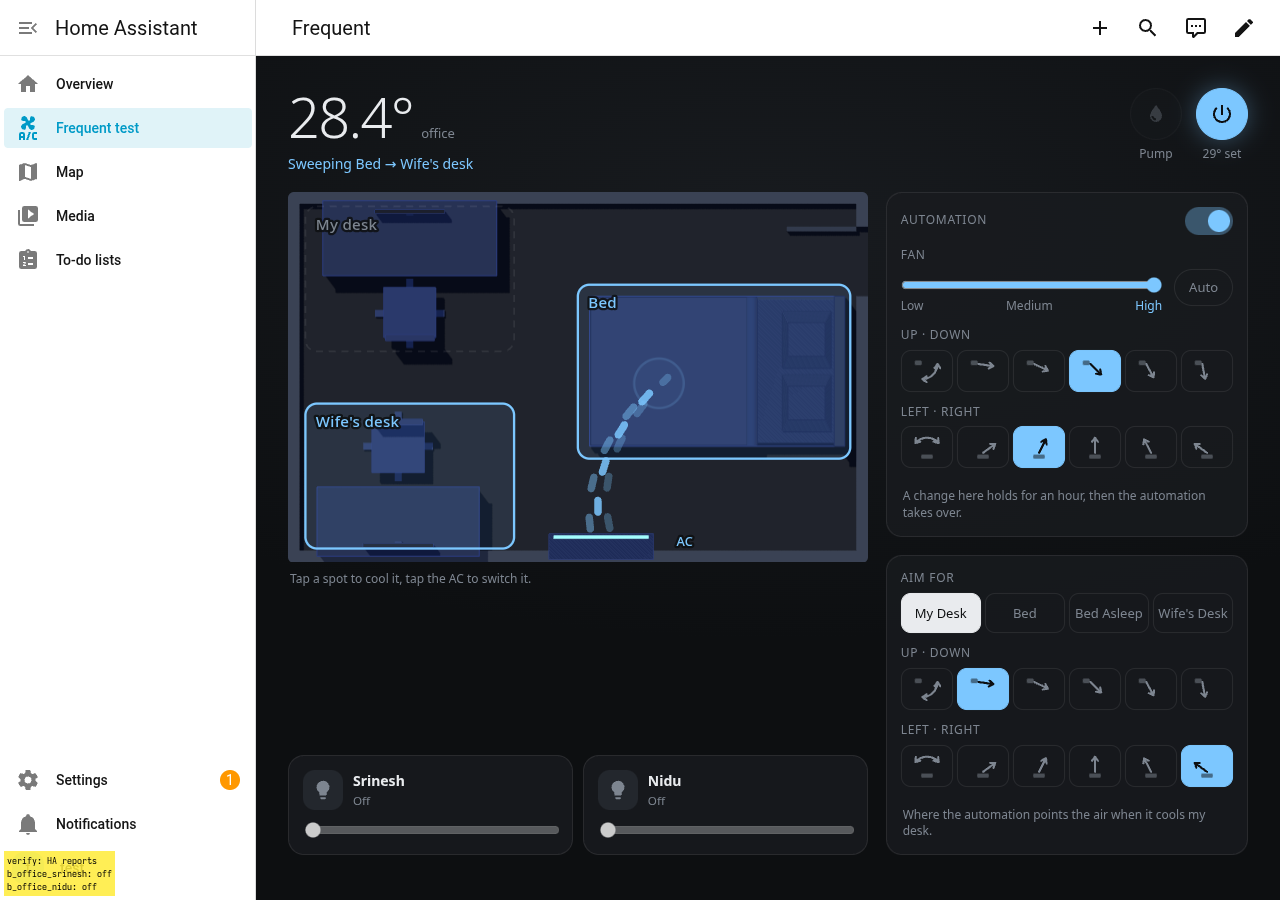 Home Assistant
Overview
A/C
Frequent test
Map
Media
To-do lists
Settings
1
Notifications
verify: HA reports
b_office_srinesh: off
b_office_nidu: off
Frequent
28.4° office
Sweeping Bed → Wife's desk
Pump
29° set
My desk
Bed
Wife's desk
AC
Tap a spot to cool it, tap the AC to switch it.
Srinesh
Off
Nidu
Off
AUTOMATION
FAN
Auto
Low Medium High
UP · DOWN
LEFT · RIGHT
A change here holds for an hour, then the automation
takes over.
AIM FOR
My Desk Bed Bed Asleep Wife's Desk
UP · DOWN
LEFT · RIGHT
Where the automation points the air when it cools my
desk.